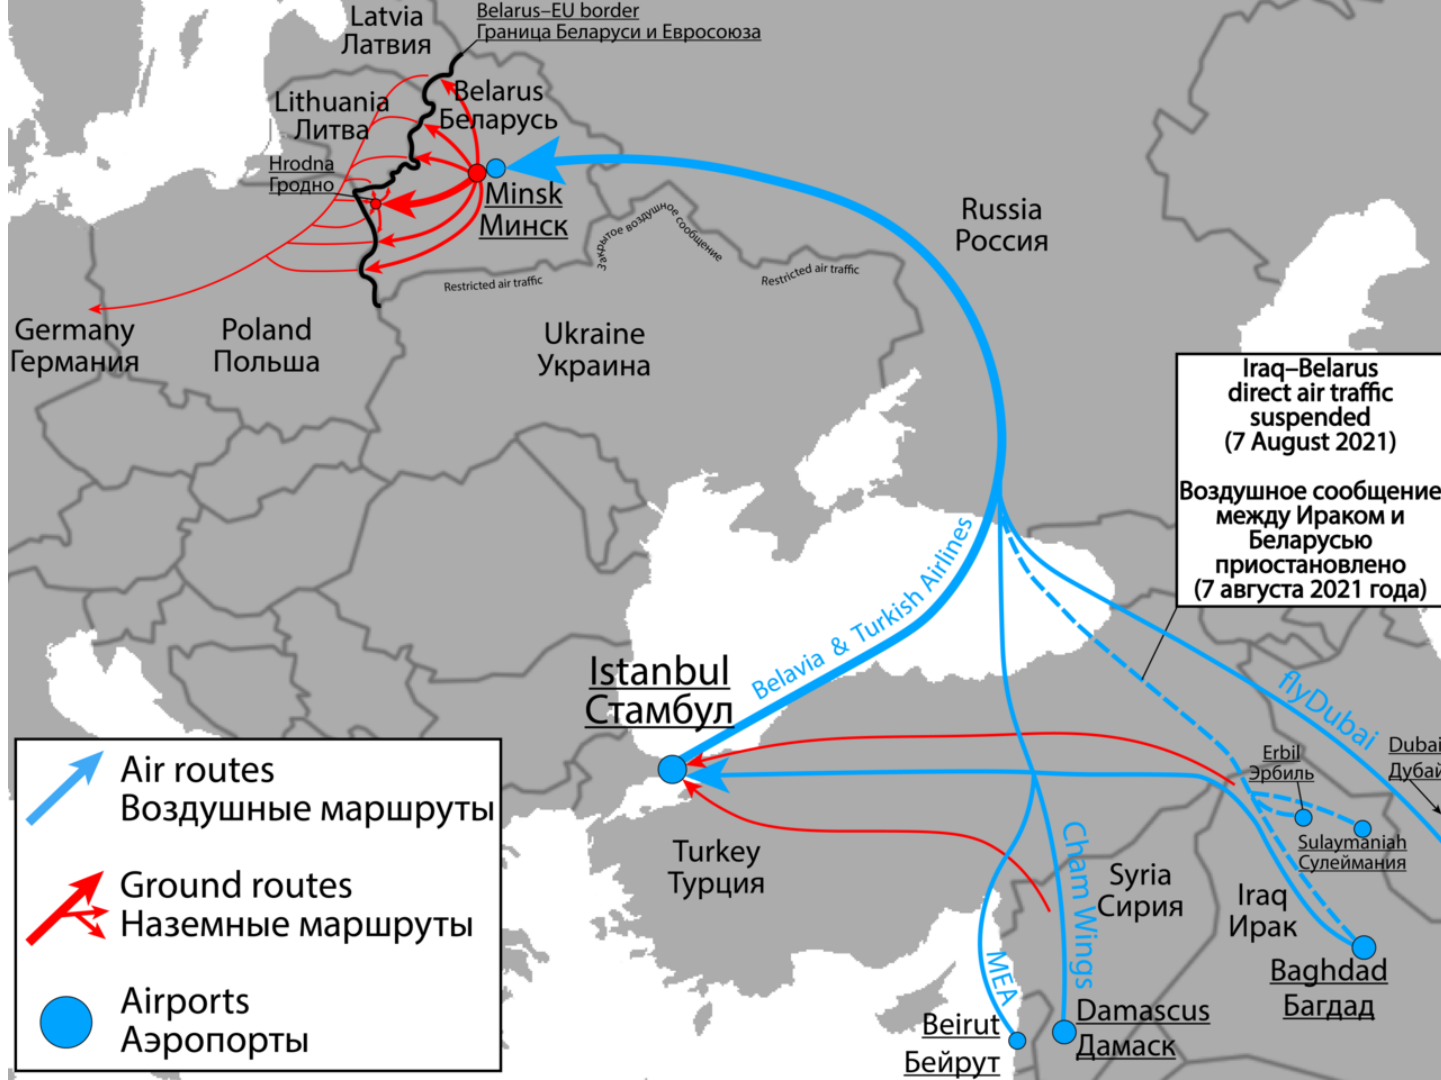 Latvia
Латвия
Belarus–EU border
Граница Беларуси и Евросоюза
Lithuania
Литва
Belarus
Беларусь
Hrodna
Гродно
Minsk
Минск
Russia
Россия
Restricted air traffic
Закрытое воздушное сообщение
Restricted air traffic
Germany
Германия
Poland
Польша
Ukraine
Украина
Iraq–Belarus
direct air traffic
suspended
(7 August 2021)
Воздушное сообщение
между Ираком и
Беларусью
приостановлено
(7 августа 2021 года)
Belavia & Turkish Airlines
Istanbul
Стамбул
flyDubai
Dubai
Дубай
Erbil
Эрбиль
Sulaymaniah
Сулеймания
Turkey
Турция
Cham Wings
Syria
Сирия
Iraq
Ирак
MEA
Baghdad
Багдад
Beirut
Бейрут
Damascus
Дамаск
Air routes
Воздушные маршруты
Ground routes
Наземные маршруты
Airports
Аэропорты